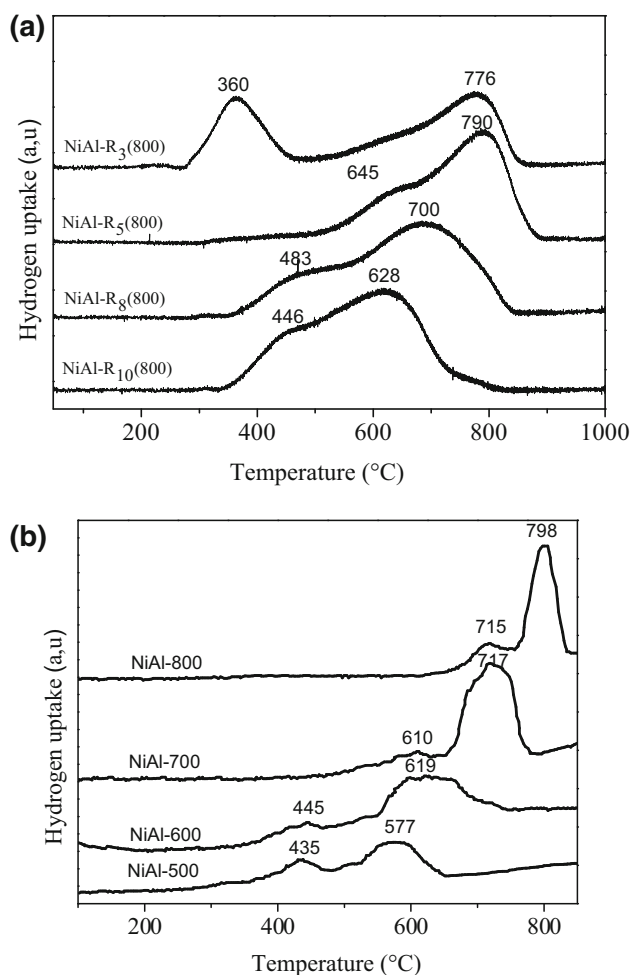 (a)
360
776
790
NiAl-R3(800)
645
NiAl-R5(800)
700
483
628
NiAl-R8(800)
446
NiAl-R10(800)
Hydrogen uptake (a,u)
200 400 600 800 1000
Temperature (°C)
(b)
798
715
NiAl-800
717
610
NiAl-700
619
445
NiAl-600
435
577
NiAl-500
Hydrogen uptake (a,u)
200 400 600 800
Temperature (°C)